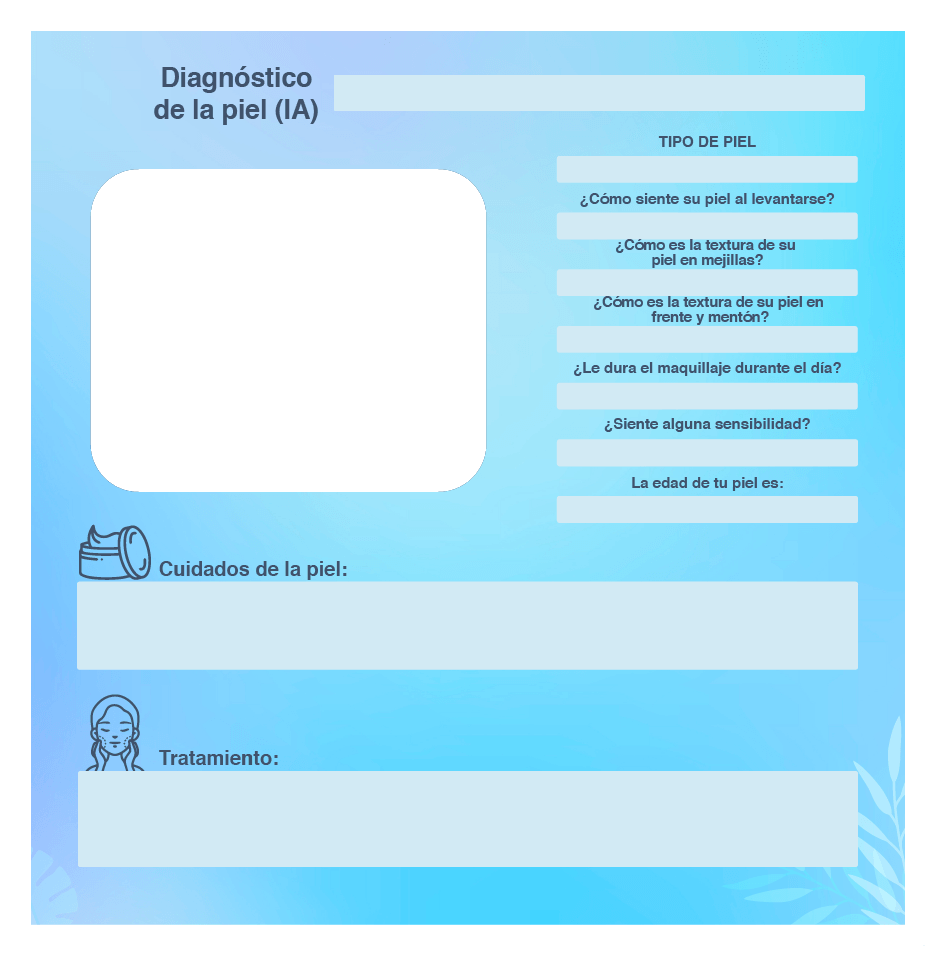 Diagnóstico
de la piel (IA)
TIPO DE PIEL
¿Cómo siente su piel al levantarse?
¿Cómo es la textura de su
piel en mejillas?
¿Cómo es la textura de su piel en
frente y mentón?
¿Le dura el maquillaje durante el día?
¿Siente alguna sensibilidad?
La edad de tu piel es:
Cuidados de la piel:
Tratamiento: